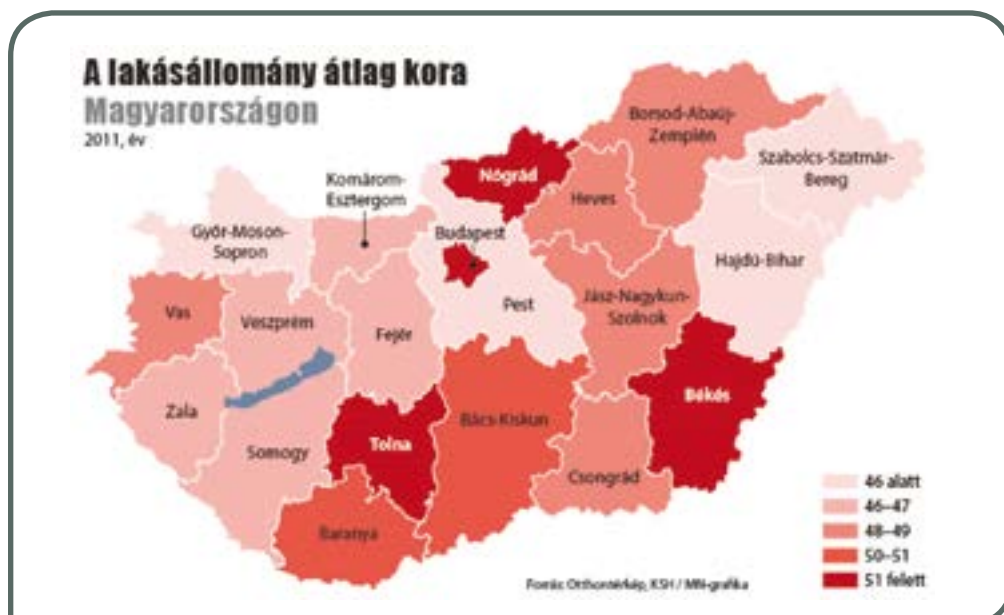 A lakásállomány átlag kora
Magyarországon
2011, év
Borsod-Abaúj-
Zemplén
Szabolcs-Szatmár-
Bereg
Nógrád
Komárom-
Esztergom
Heves
Győr-Moson-
Sopron
Budapest
Hajdú-Bihar
Pest
Jász-Nagykun-
Szolnok
Vas
Veszprém
Fejér
Békés
Zala
Bács-Kiskun
Tolna
Somogy
Csongrád
Baranya
46 alatt
46–47
48–49
50–51
51 felett
Forrás: Otthontérkép, KSH / MN-grafika